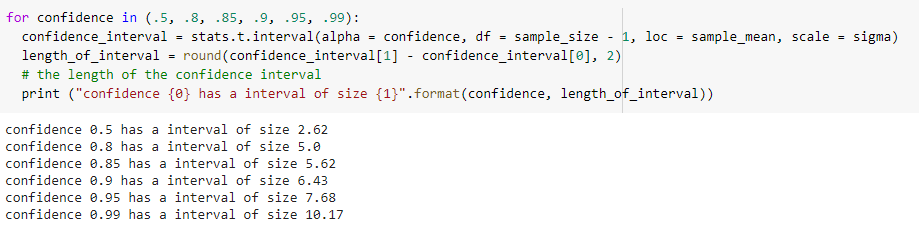 for confidence in (.5, .8, .85, .9, .95, .99):
  confidence_interval = stats.t.interval(alpha = confidence, df = sample_size - 1, loc = sample_mean, scale = sigma)
  length_of_interval = round(confidence_interval[1] - confidence_interval[0], 2)
  # the length of the confidence interval
  print ("confidence {0} has a interval of size {1}".format(confidence, length_of_interval))
confidence 0.5 has a interval of size 2.62
confidence 0.8 has a interval of size 5.0
confidence 0.85 has a interval of size 5.62
confidence 0.9 has a interval of size 6.43
confidence 0.95 has a interval of size 7.68
confidence 0.99 has a interval of size 10.17